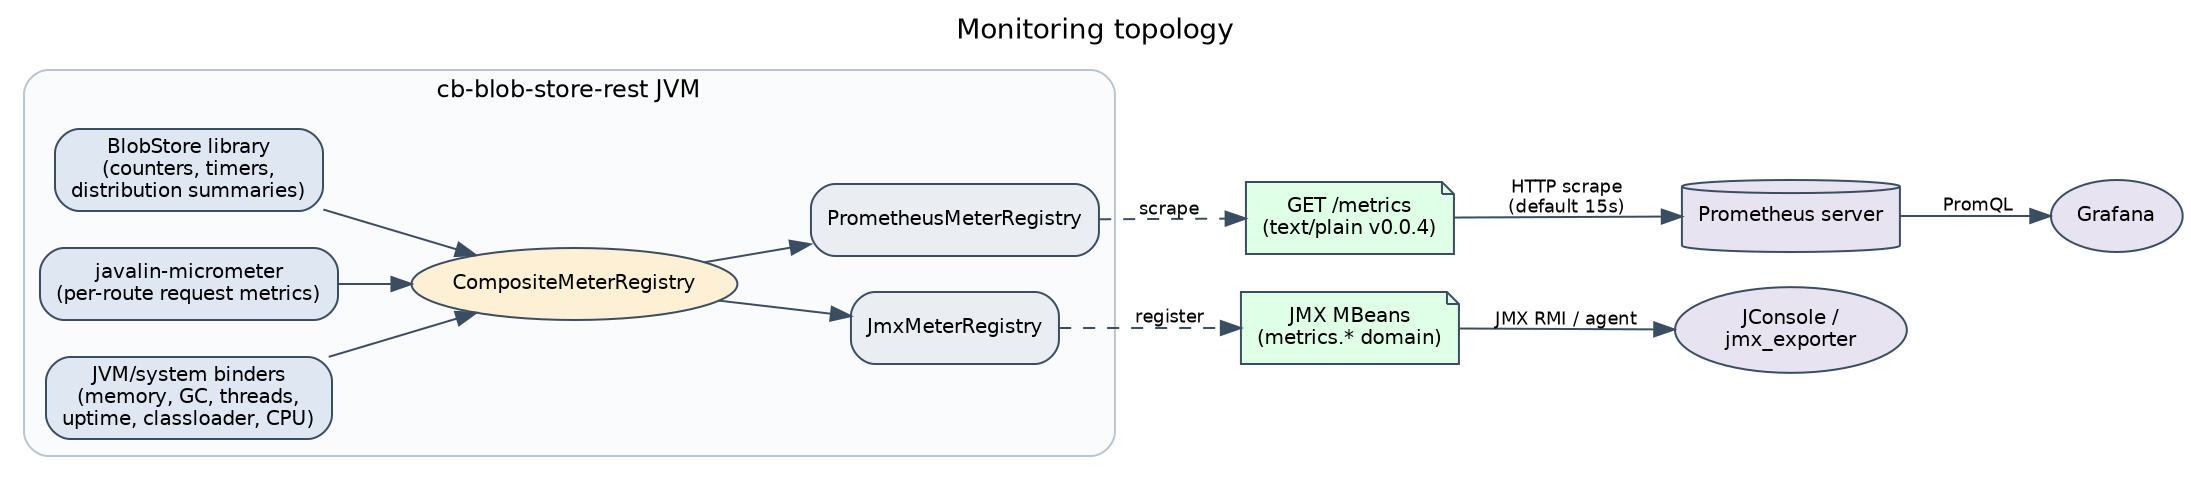 Monitoring topology
cb-blob-store-rest JVM
BlobStore library
(counters, timers,
distribution summaries)
javalin-micrometer
(per-route request metrics)
JVM/system binders
(memory, GC, threads,
uptime, classloader, CPU)
CompositeMeterRegistry
PrometheusMeterRegistry
JmxMeterRegistry
scrape
register
GET /metrics
(text/plain v0.0.4)
JMX MBeans
(metrics.* domain)
HTTP scrape
(default 15s)
JMX RMI / agent
Prometheus server
JConsole /
jmx_exporter
PromQL
Grafana